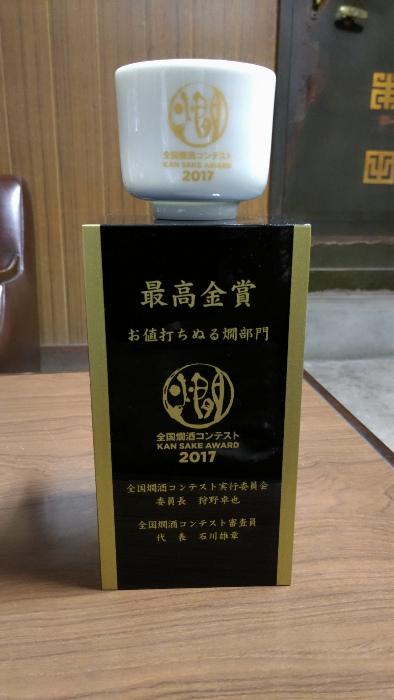 燗
全国燗酒コンテスト
KAN SAKE AWARD
2017
最高金賞
お値打ちぬる燗部門
燗
全国燗酒コンテスト
KAN SAKE AWARD
2017
全国燗酒コンテスト実行委員会
委員長 狩野卓也
全国燗酒コンテスト審査員
代 表 石川雄章